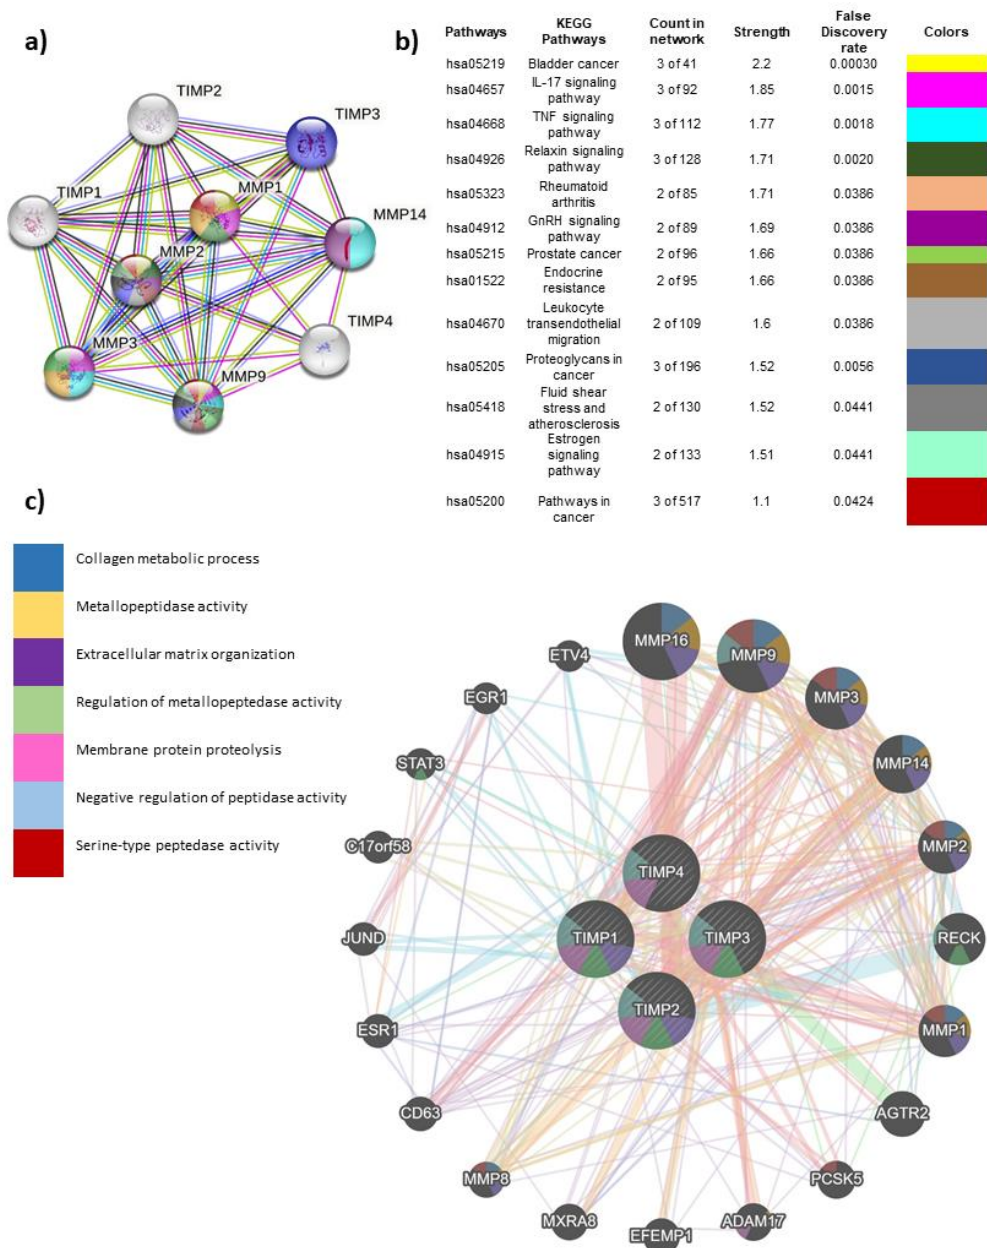 a)
TIMP2
TIMP3
TIMP1
MMP1
MMP14
MMP2
TIMP4
MMP3
MMP9
b)
Pathways KEGG Pathways Count in network Strength False Discovery rate Colors
hsa05219 Bladder cancer 3 of 41 2.2 0.00030
hsa04657 IL-17 signaling pathway 3 of 92 1.85 0.0015
hsa04668 TNF signaling pathway 3 of 112 1.77 0.0018
hsa04926 Relaxin signaling pathway 3 of 128 1.71 0.0020
hsa05323 Rheumatoid arthritis 2 of 85 1.71 0.0386
hsa04912 GnRH signaling pathway 2 of 89 1.69 0.0386
hsa05215 Prostate cancer 2 of 96 1.66 0.0386
hsa01522 Endocrine resistance 2 of 95 1.66 0.0386
hsa04670 Leukocyte transendothelial migration 2 of 109 1.6 0.0386
hsa05205 Proteoglycans in cancer 3 of 196 1.52 0.0056
hsa05418 Fluid shear stress and atherosclerosis 2 of 130 1.52 0.0441
hsa04915 Estrogen signaling pathway 2 of 133 1.51 0.0441
hsa05200 Pathways in cancer 3 of 517 1.1 0.0424
c)
Collagen metabolic process
Metallopeptidase activity
Extracellular matrix organization
Regulation of metallopeptedase activity
Membrane protein proteolysis
Negative regulation of peptidase activity
Serine-type peptedase activity
MMP16
MMP9
ETV4
MMP3
EGR1
MMP14
STAT3
C17orf58
MMP2
TIMP4
JUND
TIMP1
TIMP3
RECK
TIMP2
ESR1
MMP1
CD63
AGTR2
MMP8
PCSK5
MXRA8
EFEMP1
ADAM17